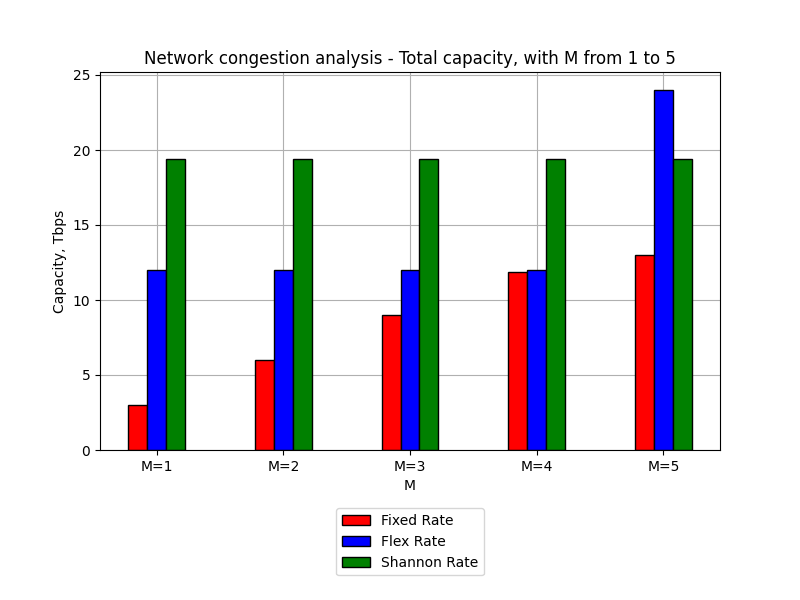 Network congestion analysis - Total capacity, with M from 1 to 5
25
20
15
10
5
0
Capacity, Tbps
M=1 M=2 M=3 M=4 M=5
M
Fixed Rate
Flex Rate
Shannon Rate